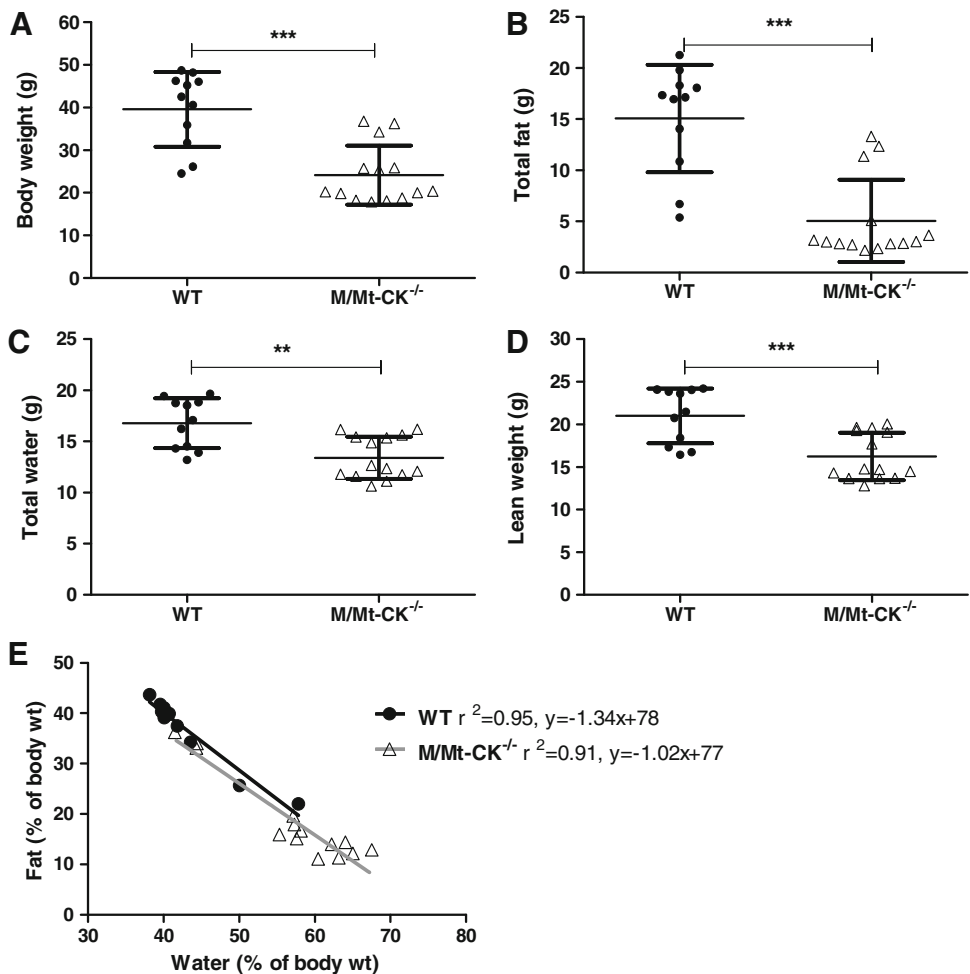 A
Body weight (g)
60
50
40
30
20
10
0
***
WT
M/Mt-CK-/-
B
Total fat (g)
25
20
15
10
5
0
***
WT
M/Mt-CK-/-
C
Total water (g)
25
20
15
10
5
0
**
WT
M/Mt-CK-/-
D
Lean weight (g)
30
25
20
15
10
5
0
***
WT
M/Mt-CK-/-
E
Fat (% of body wt)
50
40
30
20
10
0
WT r 2=0.95, y=-1.34x+78
M/Mt-CK-/- r 2=0.91, y=-1.02x+77
30 40 50 60 70 80
Water (% of body wt)